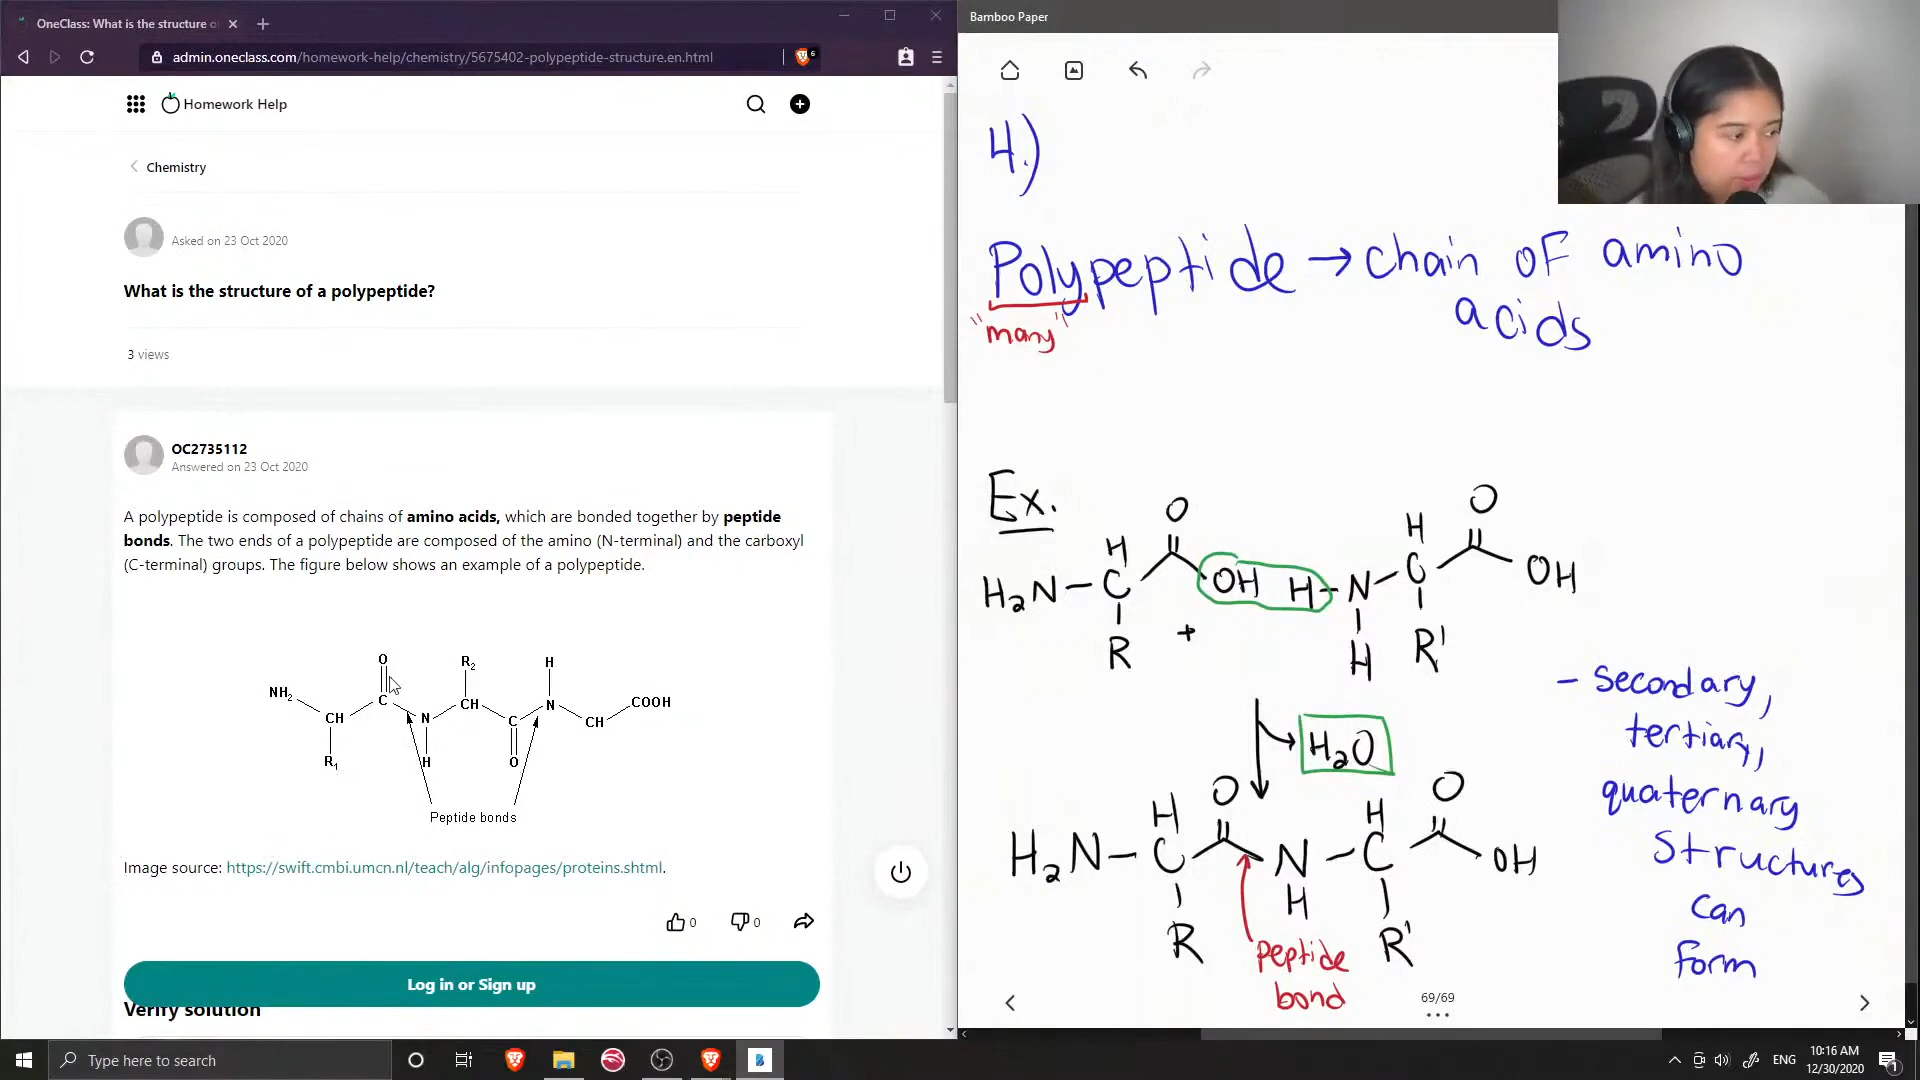 OneClass: What is the structure o
admin.oneclass.com/homework-help/chemistry/5675402-polypeptide-structure.en.html
6
Homework Help
Chemistry
Asked on 23 Oct 2020
What is the structure of a polypeptide?
3 views
OC2735112
Answered on 23 Oct 2020
A polypeptide is composed of chains of amino acids, which are bonded together by peptide
bonds. The two ends of a polypeptide are composed of the amino (N-terminal) and the carboxyl
(C-terminal) groups. The figure below shows an example of a polypeptide.
O R₂ H
NH₂ C CH N COOH
CH N C CH
R₁ H O
Peptide bonds
Image source: https://swift.cmbi.umcn.nl/teach/alg/infopages/proteins.shtml.
0 0
Log in or Sign up
Verify solution
Bamboo Paper
4.)
Polypeptide → chain of amino
acids
"many"
Ex.
O H O
H
H₂N - C OH H - N - C OH
R + H R'
H₂O
H O H O
H₂N - C N - C OH
R H R'
peptide
bond
- secondary,
tertiary,
quaternary
structures
can
form
69/69
Type here to search
ENG
10:16 AM
12/30/2020
1